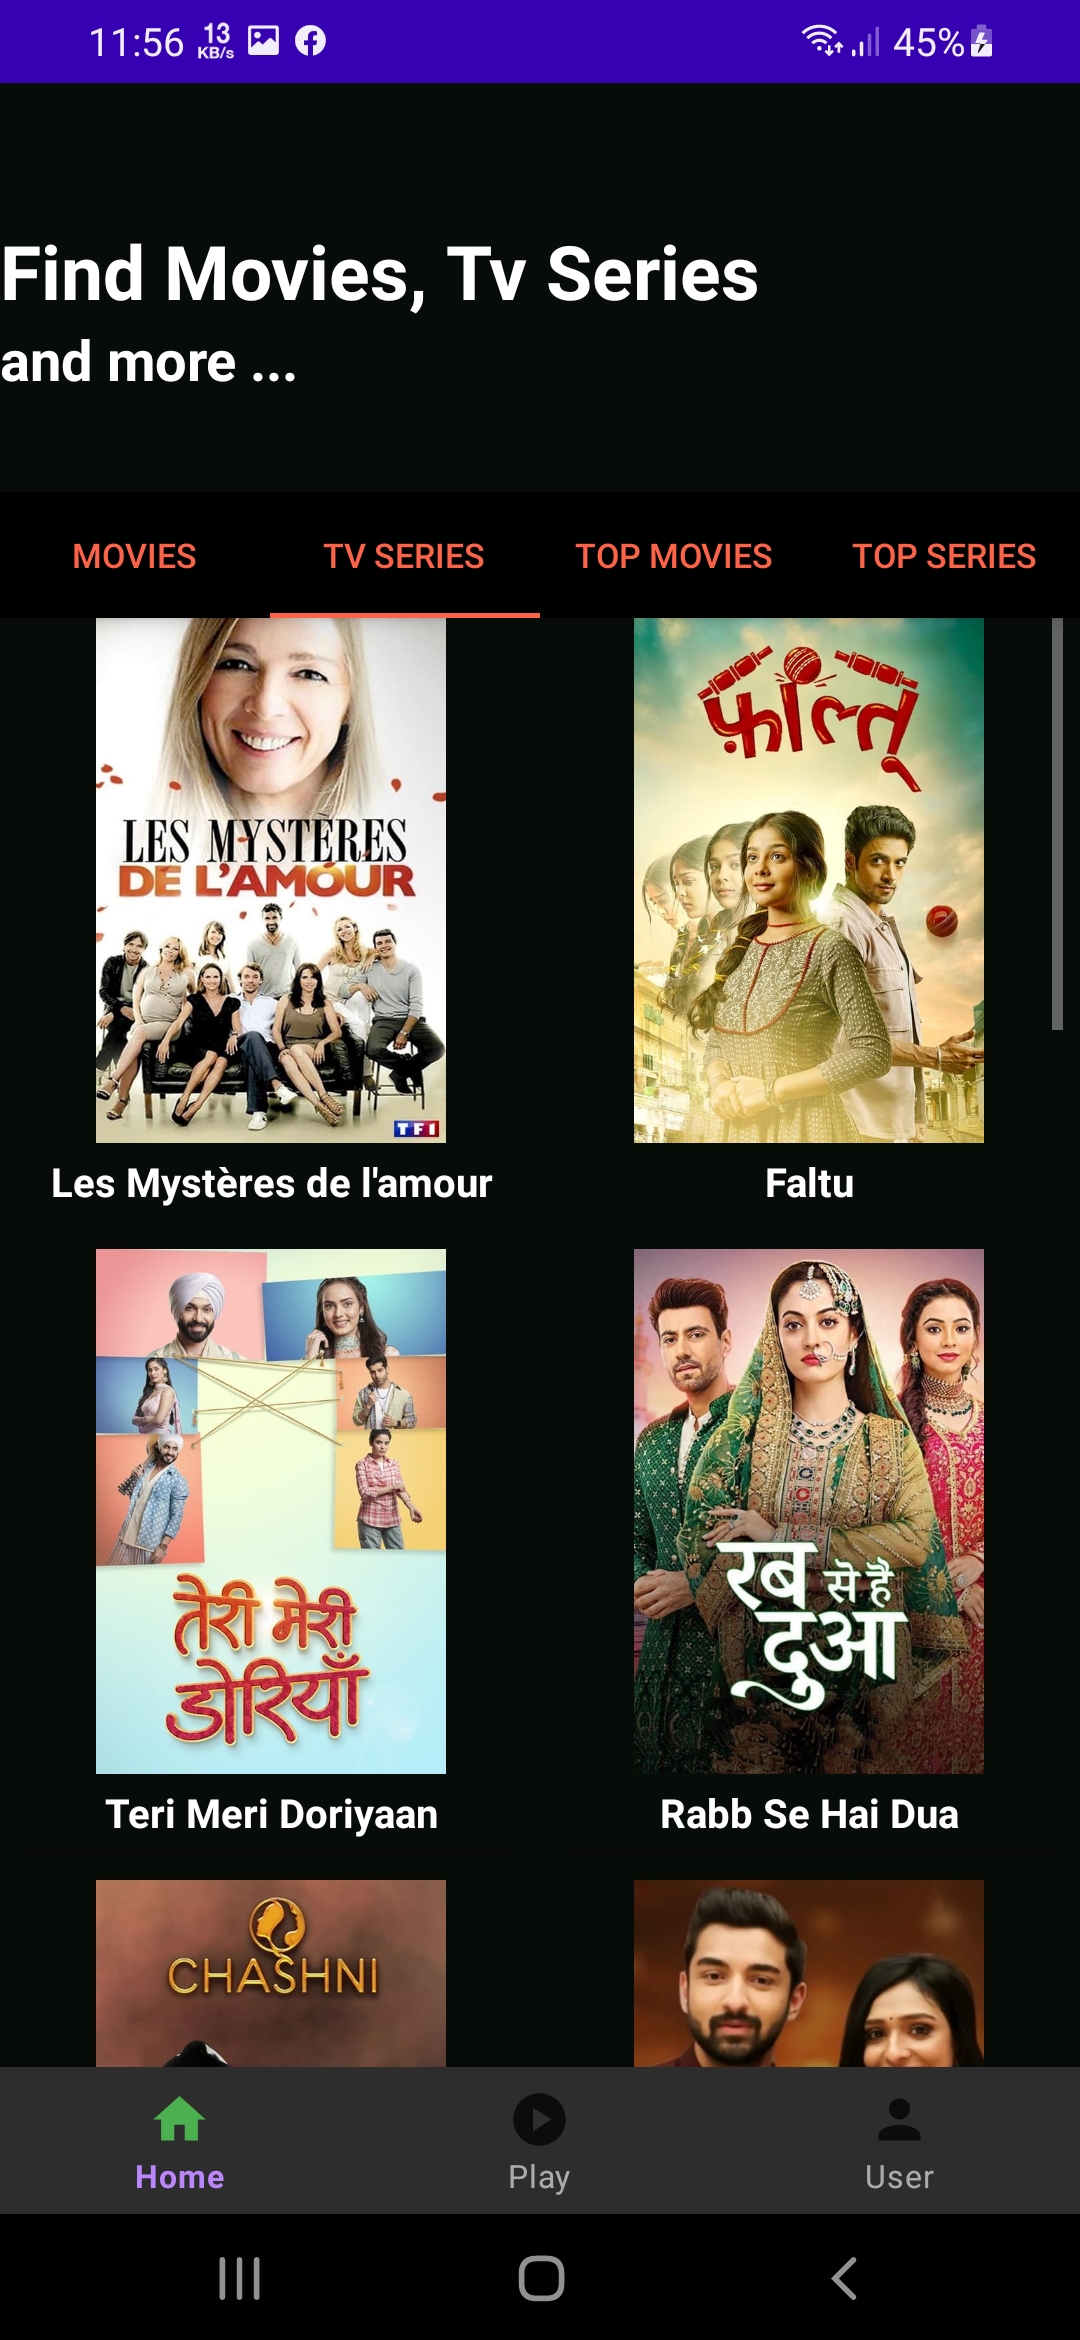 11:56 13 KB/s 45%
Find Movies, Tv Series
and more ...
MOVIES TV SERIES TOP MOVIES TOP SERIES
LES MYSTÈRES
DE L'AMOUR
TF1
Les Mystères de l'amour
फ़ालतू
Faltu
तेरी मेरी
डोरियाँ
Teri Meri Doriyaan
रब से है
दुआ
Rabb Se Hai Dua
CHASHNI
Home Play User